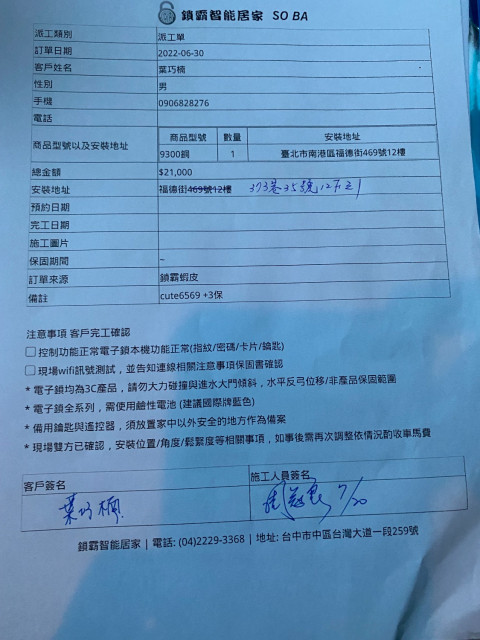 鎖霸智能居家 SO BA
派工類別 派工單
訂單日期 2022-06-30
客戶姓名 葉巧楠
性別 男
手機 0906828276
電話
商品型號以及安裝地址
商品型號 數量 安裝地址
9300鋼 1 臺北市南港區福德街469號12樓
總金額 $21,000
安裝地址 福德街469號12樓 373巷35號12F之1
預約日期
完工日期
施工圖片
保固期間 ~
訂單來源 鎖霸蝦皮
備註 cute6569 +3保
注意事項 客戶完工確認
控制功能正常電子鎖本機功能正常(指紋/密碼/卡片/鑰匙)
現場wifi訊號測試，並告知連線相關注意事項保固書確認
* 電子鎖均為3C產品，請勿大力碰撞與進水大門傾斜，水平反弓位移/非產品保固範圍
* 電子鎖全系列，需使用鹼性電池 (建議國際牌藍色)
* 備用鑰匙與遙控器，須放置家中以外安全的地方作為備案
* 現場雙方已確認，安裝位置/角度/鬆緊度等相關事項，如事後需再次調整依情況酌收車馬費
客戶簽名 施工人員簽名
葉巧楠 7/20
鎖霸智能居家 | 電話: (04)2229-3368 | 地址: 台中市中區台灣大道一段259號